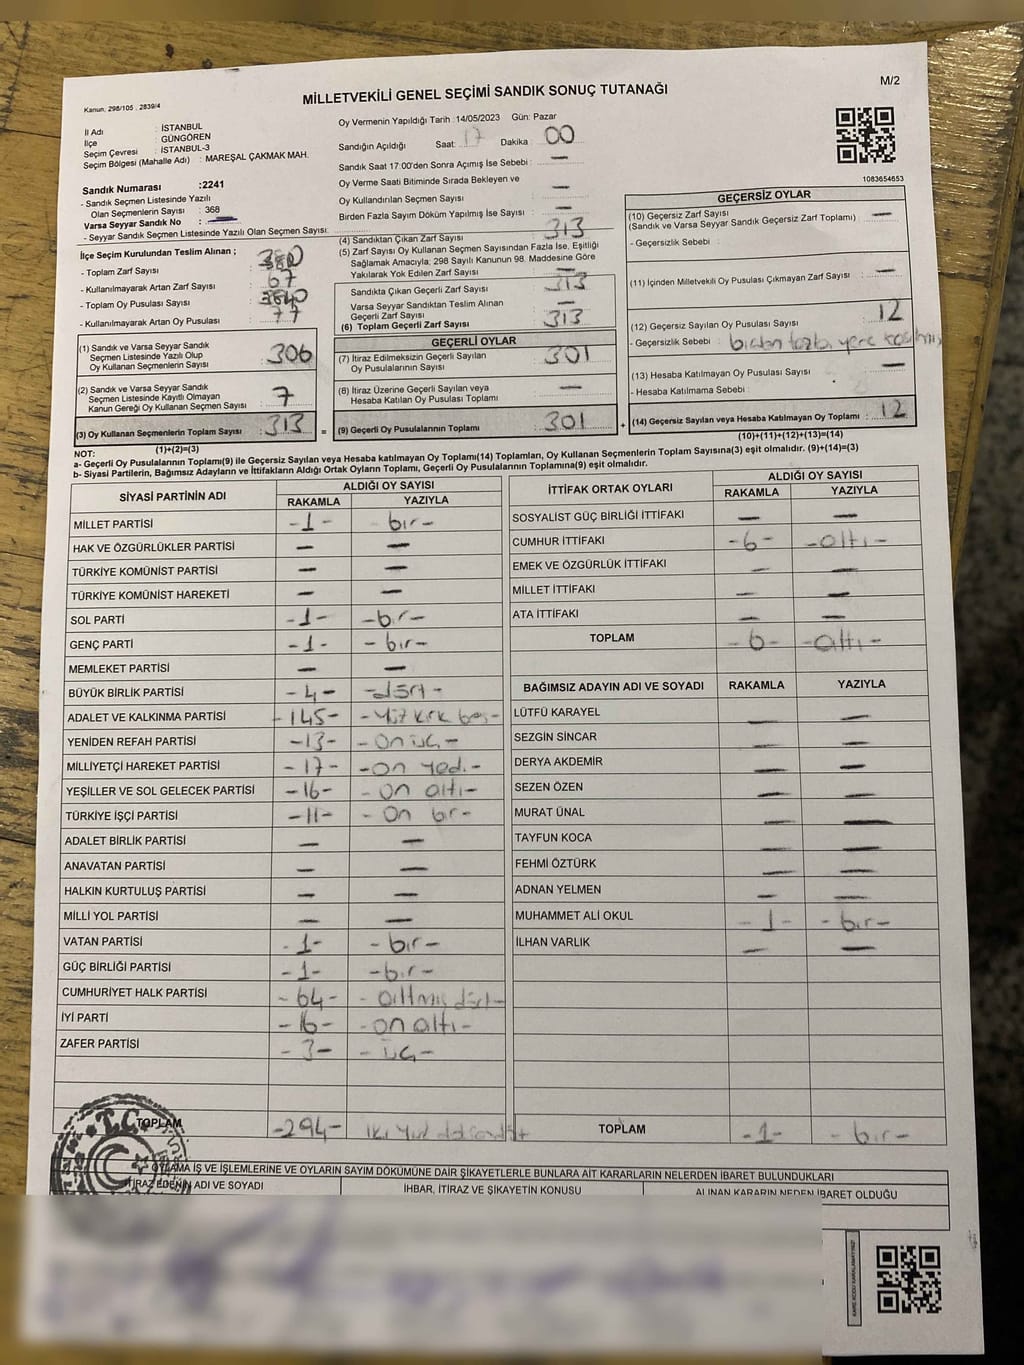 Kanun. 298/105 . 2839/4
MİLLETVEKİLİ GENEL SEÇİMİ SANDIK SONUÇ TUTANAĞI
M/2
İl Adı : İSTANBUL
İlçe : GÜNGÖREN
Seçim Çevresi : İSTANBUL-3
Seçim Bölgesi (Mahalle Adı) : MAREŞAL ÇAKMAK MAH.
Sandık Numarası :2241
- Sandık Seçmen Listesinde Yazılı
Olan Seçmenlerin Sayısı : 368
Varsa Seyyar Sandık No : —
- Seyyar Sandık Seçmen Listesinde Yazılı Olan Seçmen Sayısı:
Oy Vermenin Yapıldığı Tarih :14/05/2023 Gün: Pazar
Sandığın Açıldığı Saat: 17 Dakika : 00
Sandık Saat 17:00'den Sonra Açılmış İse Sebebi : —
Oy Verme Saati Bitiminde Sırada Bekleyen ve
Oy Kullandırılan Seçmen Sayısı : —
Birden Fazla Sayım Döküm Yapılmış İse Sayısı : —
1083654653
İlçe Seçim Kurulundan Teslim Alınan ;
- Toplam Zarf Sayısı : 380
- Kullanılmayarak Artan Zarf Sayısı : 67
- Toplam Oy Pusulası Sayısı
- Kullanılmayarak Artan Oy Pusulası : 77
(4) Sandıktan Çıkan Zarf Sayısı : 313
(5) Zarf Sayısı Oy Kullanan Seçmen Sayısından Fazla İse, Eşitliği
Sağlamak Amacıyla; 298 Sayılı Kanunun 98. Maddesine Göre
Yakılarak Yok Edilen Zarf Sayısı : —
Sandıkta Çıkan Geçerli Zarf Sayısı : 313
Varsa Seyyar Sandıktan Teslim Alınan
Geçerli Zarf Sayısı : —
(6) Toplam Geçerli Zarf Sayısı : 313
(1) Sandık ve Varsa Seyyar Sandık
Seçmen Listesinde Yazılı Olup
Oy Kullanan Seçmenlerin Sayısı : 306
(2) Sandık ve Varsa Seyyar Sandık
Seçmen Listesinde Kayıtlı Olmayan
Kanun Gereği Oy Kullanan Seçmen Sayısı : 7
(3) Oy Kullanan Seçmenlerin Toplam Sayısı : 313 =
(1)+(2)=(3)
GEÇERLİ OYLAR
(7) İtiraz Edilmeksizin Geçerli Sayılan
Oy Pusulalarının Sayısı : 301
(8) İtiraz Üzerine Geçerli Sayılan veya
Hesaba Katılan Oy Pusulası Toplamı : —
(9) Geçerli Oy Pusulalarının Toplamı : 301 +
GEÇERSİZ OYLAR
(10) Geçersiz Zarf Sayısı : —
(Sandık ve Varsa Seyyar Sandık Geçersiz Zarf Toplamı)
- Geçersizlik Sebebi :
(11) İçinden Milletvekili Oy Pusulası Çıkmayan Zarf Sayısı : —
(12) Geçersiz Sayılan Oy Pusulası Sayısı : 12
- Geçersizlik Sebebi : birden fazla yere
(13) Hesaba Katılmayan Oy Pusulası Sayısı : —
- Hesaba Katılmama Sebebi :
(14) Geçersiz Sayılan veya Hesaba Katılmayan Oy Toplamı : 12
(10)+(11)+(12)+(13)=(14)
NOT:
a- Geçerli Oy Pusulalarının Toplamı(9) ile Geçersiz Sayılan veya Hesaba Katılmayan Oy Toplamı(14) Toplamları, Oy Kullanan Seçmenlerin Toplam Sayısına(3) eşit olmalıdır. (9)+(14)=(3)
b- Siyasi Partilerin, Bağımsız Adayların ve İttifakların Aldığı Ortak Oyların Toplamı, Geçerli Oy Pusulalarının Toplamına(9) eşit olmalıdır.
SİYASİ PARTİNİN ADI ALDIĞI OY SAYISI
RAKAMLA YAZIYLA
MİLLET PARTİSİ -1- bir-
HAK VE ÖZGÜRLÜKLER PARTİSİ — —
TÜRKİYE KOMÜNİST PARTİSİ — —
TÜRKİYE KOMÜNİST HAREKETİ — —
SOL PARTİ -1- -bir-
GENÇ PARTİ -1- -bir-
MEMLEKET PARTİSİ — —
BÜYÜK BİRLİK PARTİSİ -4- -dört-
ADALET VE KALKINMA PARTİSİ -145- -Yüz kırk beş-
YENİDEN REFAH PARTİSİ -13- -On üç-
MİLLİYETÇİ HAREKET PARTİSİ -17- -on yedi-
YEŞİLLER VE SOL GELECEK PARTİSİ -16- -on altı-
TÜRKİYE İŞÇİ PARTİSİ -11- -on bir-
ADALET BİRLİK PARTİSİ — —
ANAVATAN PARTİSİ — —
HALKIN KURTULUŞ PARTİSİ — —
MİLLİ YOL PARTİSİ — —
VATAN PARTİSİ -1- -bir-
GÜÇ BİRLİĞİ PARTİSİ -1- -bir-
CUMHURİYET HALK PARTİSİ -64- -altmış dört-
İYİ PARTİ -16- -on altı-
ZAFER PARTİSİ -3- -üç-
TOPLAM -294- iki yüz
İTTİFAK ORTAK OYLARI ALDIĞI OY SAYISI
RAKAMLA YAZIYLA
SOSYALİST GÜÇ BİRLİĞİ İTTİFAKI — —
CUMHUR İTTİFAKI -6- -altı-
EMEK VE ÖZGÜRLÜK İTTİFAKI — —
MİLLET İTTİFAKI — —
ATA İTTİFAKI — —
TOPLAM -6- -altı-
BAĞIMSIZ ADAYIN ADI VE SOYADI RAKAMLA YAZIYLA
LÜTFÜ KARAYEL — —
SEZGİN SİNCAR — —
DERYA AKDEMİR — —
SEZEN ÖZEN — —
MURAT ÜNAL — —
TAYFUN KOCA — —
FEHMİ ÖZTÜRK — —
ADNAN YELMEN — —
MUHAMMET ALİ OKUL -1- -bir-
İLHAN VARLIK — —
TOPLAM -1- -bir-
T.C.
OYLAMA İŞ VE İŞLEMLERİNE VE OYLARIN SAYIM DÖKÜMÜNE DAİR ŞİKAYETLERLE BUNLARA AİT KARARLARIN NELERDEN İBARET BULUNDUKLARI
İTİRAZ EDENİN ADI VE SOYADI İHBAR, İTİRAZ VE ŞİKAYETİN KONUSU ALINAN KARARIN NEDEN İBARET OLDUĞU